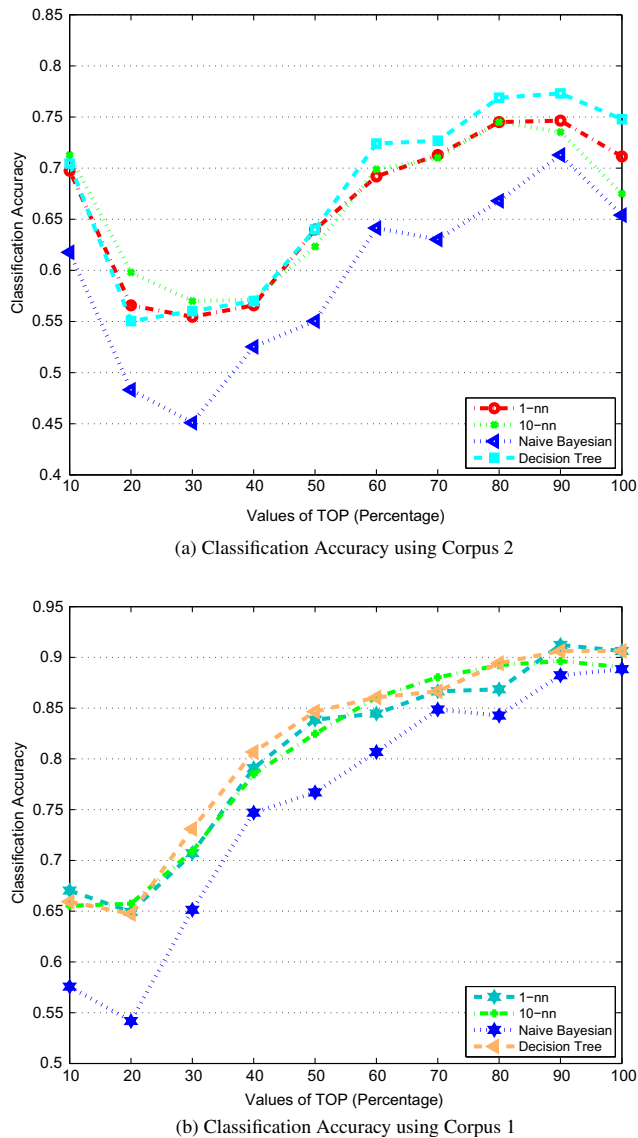 0.85
0.8
0.75
0.7
0.65
0.6
0.55
0.5
0.45
0.4
Classification Accuracy
10 20 30 40 50 60 70 80 90 100
Values of TOP (Percentage)
1−nn
10−nn
Naive Bayesian
Decision Tree
(a) Classification Accuracy using Corpus 2
0.95
0.9
0.85
0.8
0.75
0.7
0.65
0.6
0.55
0.5
Classification Accuracy
10 20 30 40 50 60 70 80 90 100
Values of TOP (Percentage)
1−nn
10−nn
Naive Bayesian
Decision Tree
(b) Classification Accuracy using Corpus 1